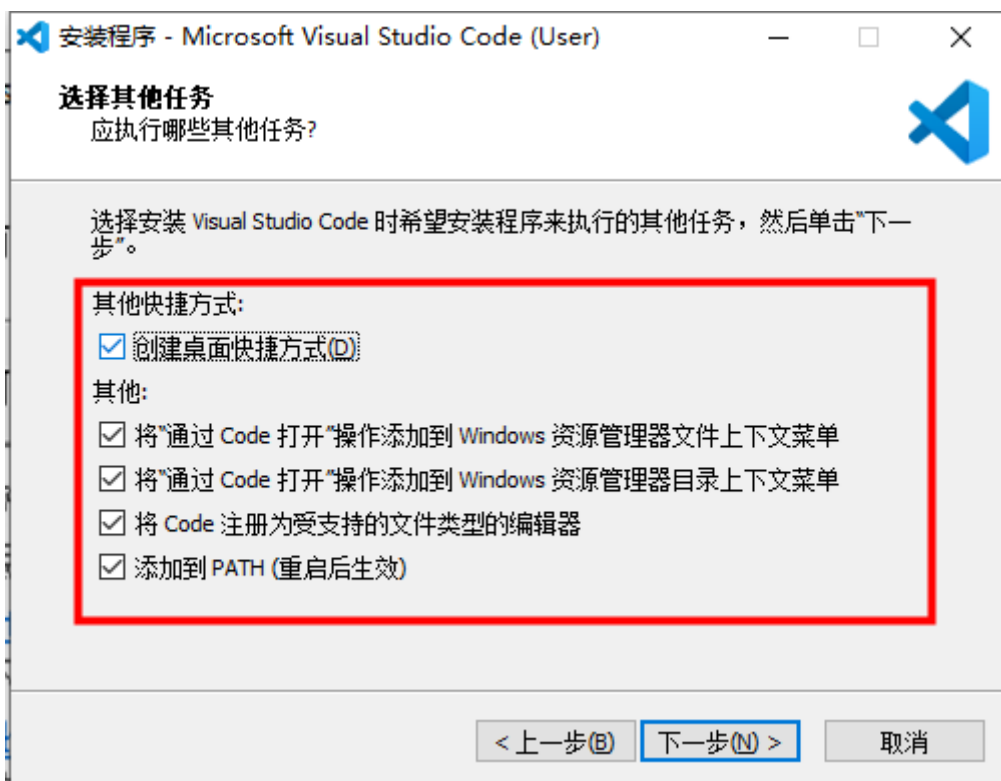 安装程序 - Microsoft Visual Studio Code (User)
选择其他任务
应执行哪些其他任务?
选择安装 Visual Studio Code 时希望安装程序来执行的其他任务，然后单击“下一
步”。
其他快捷方式:
创建桌面快捷方式(D)
其他:
将“通过 Code 打开“操作添加到 Windows 资源管理器文件上下文菜单
将“通过 Code 打开“操作添加到 Windows 资源管理器目录上下文菜单
将 Code 注册为受支持的文件类型的编辑器
添加到 PATH (重启后生效)
< 上一步(B) 下一步(N) > 取消